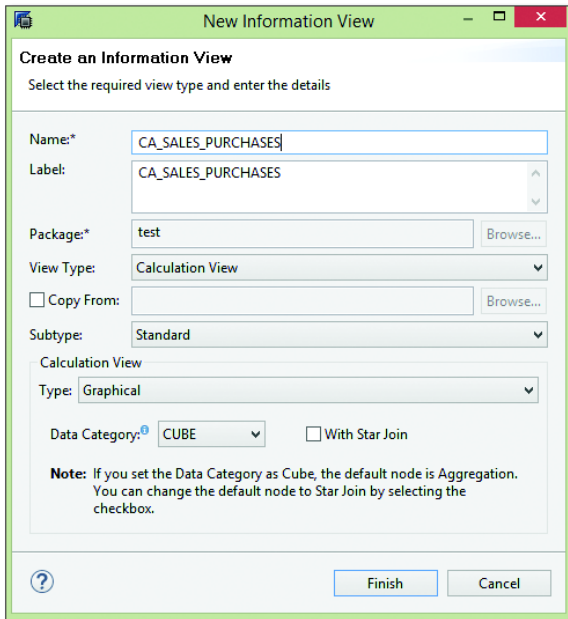 New Information View
Create an Information View
Select the required view type and enter the details
Name:* CA_SALES_PURCHASES
Label: CA_SALES_PURCHASES
Package:* test Browse...
View Type: Calculation View
Copy From: Browse...
Subtype: Standard
Calculation View
Type: Graphical
Data Category: CUBE With Star Join
Note: If you set the Data Category as Cube, the default node is Aggregation.
You can change the default node to Star Join by selecting the
checkbox.
? Finish Cancel